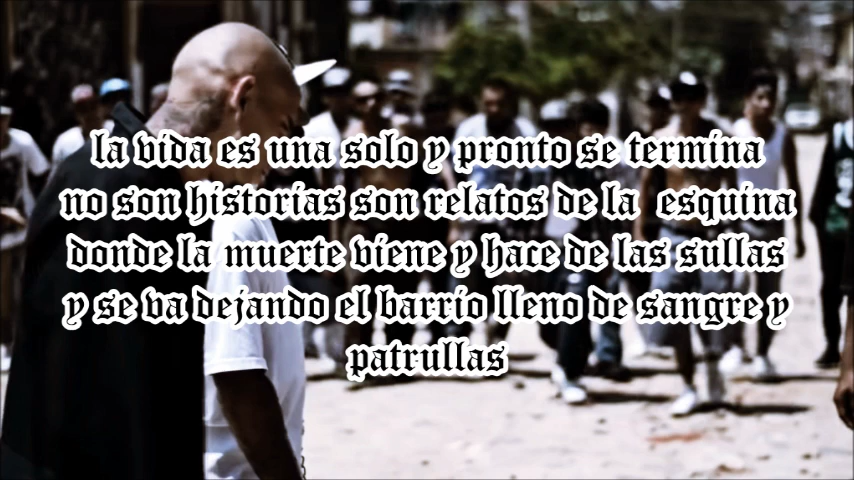 la vida es una solo y pronto se termina
no son historias son relatos de la esquina
donde la muerte viene y hace de las sullas
y se va dejando el barrio lleno de sangre y
patrullas